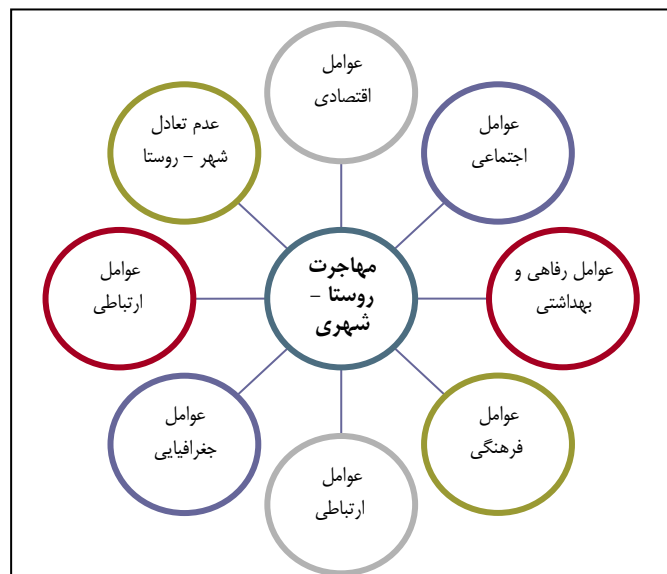 عوامل
اقتصادی
عوامل
اجتماعی
عوامل رفاهی و
بهداشتی
عوامل
فرهنگی
عوامل
ارتباطی
عوامل
جغرافیایی
عوامل
ارتباطی
عدم تعادل
شهر – روستا
مهاجرت
روستا –
شهری